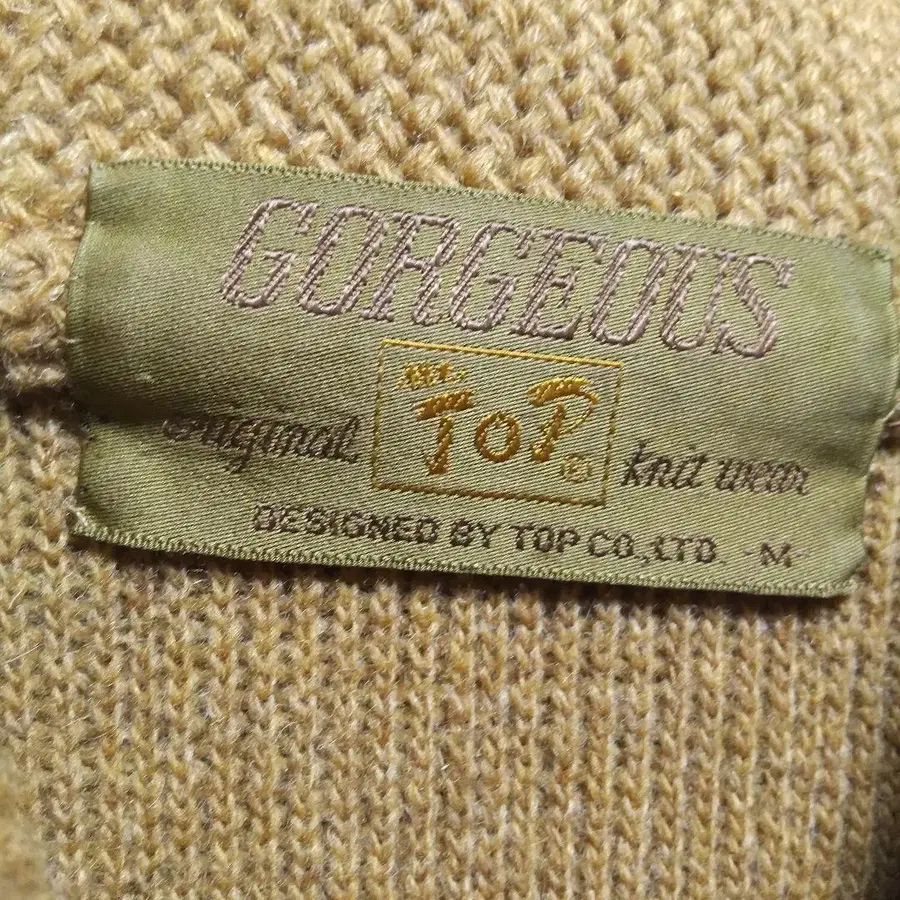 GORGEOUS
original ToP® knit wear
DESIGNED BY TOP CO.,LTD. -M-